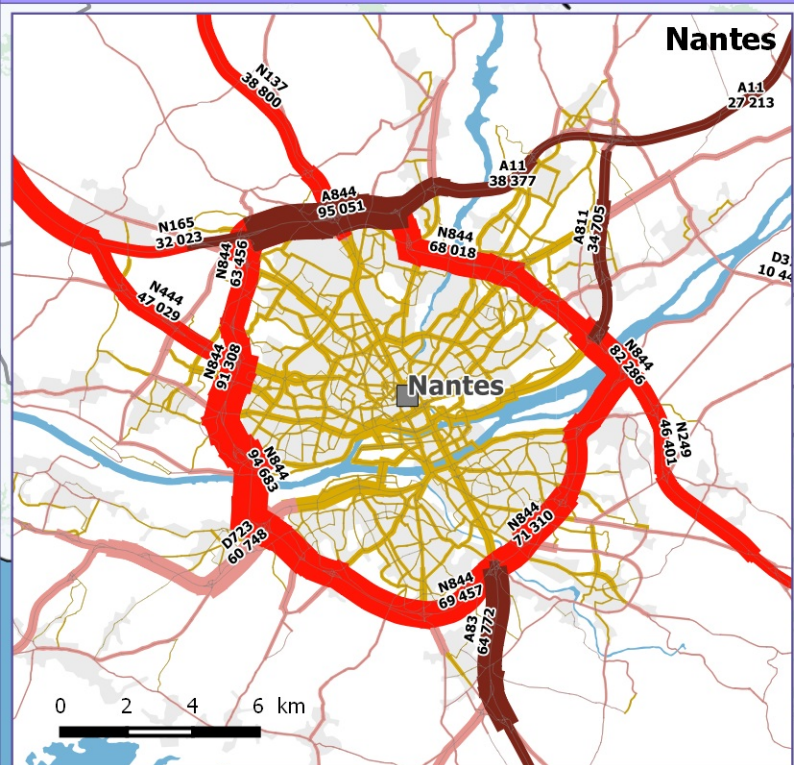 Nantes
N137
38 800
A11
27 213
A11
38 377
A844
95 051
N165
32 023
N844
63 456
N844
68 018
A811
34 705
N444
47 029
N844
91 308
N844
82 286
Nantes
N249
46 401
N844
94 683
D723
60 748
N844
71 310
N844
69 457
A83
64 772
0 2 4 6 km